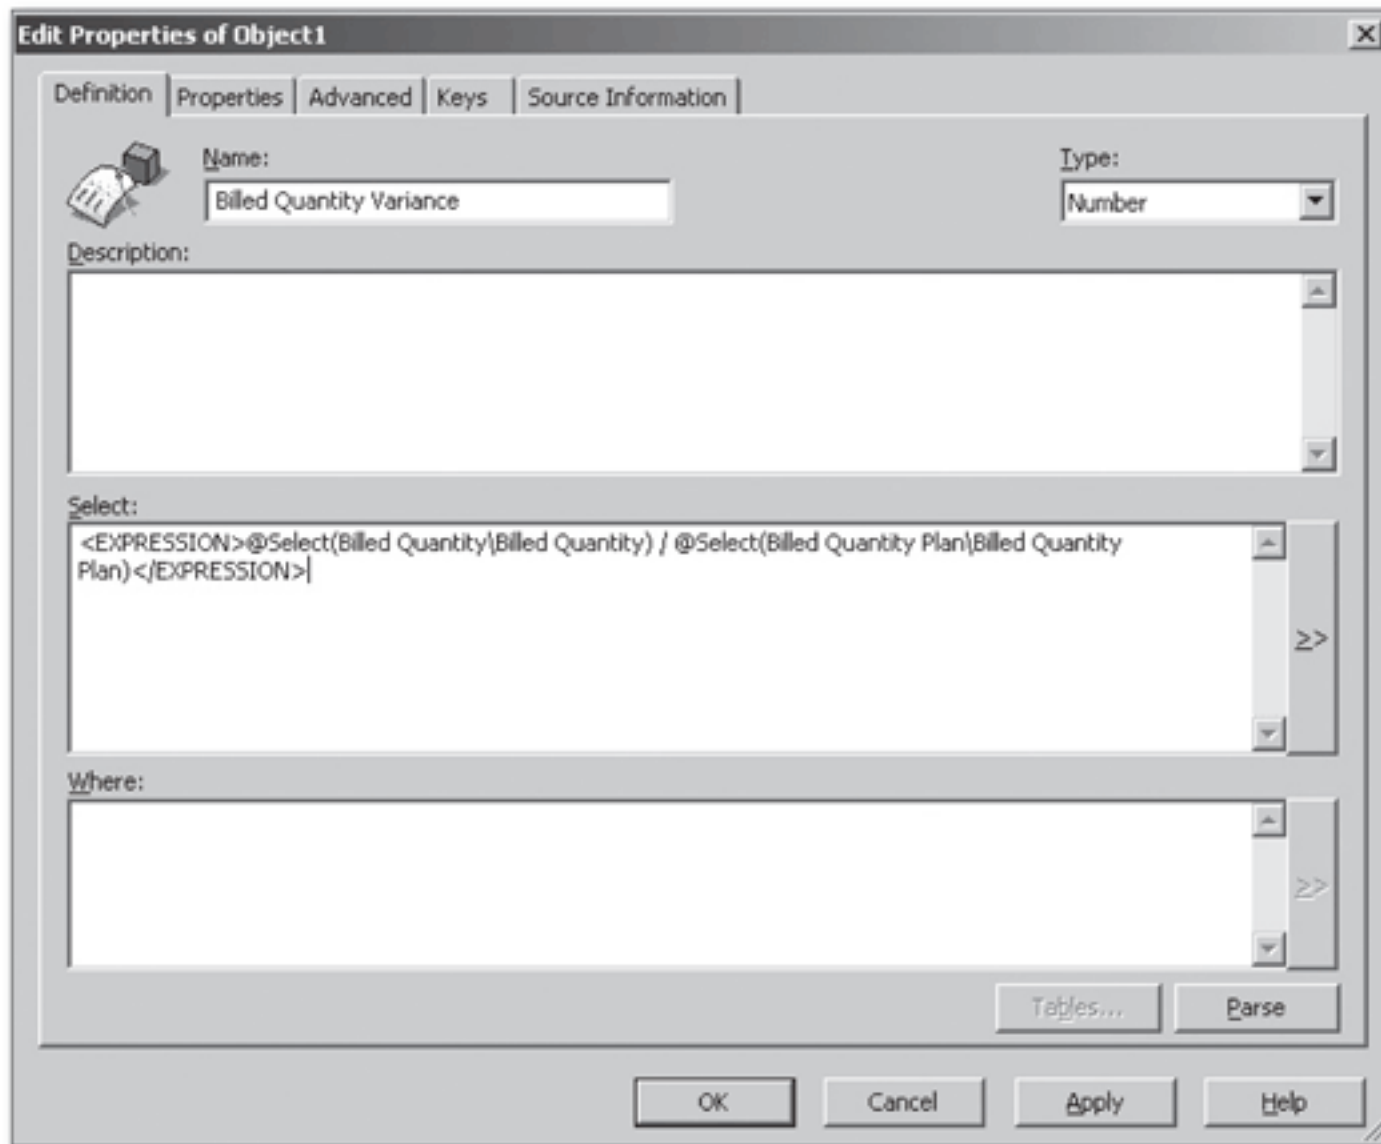 Edit Properties of Object1
Definition Properties Advanced Keys Source Information
Name: Type:
Billed Quantity Variance Number
Description:
Select:
<EXPRESSION>@Select(Billed Quantity\Billed Quantity) / @Select(Billed Quantity Plan\Billed Quantity
Plan)</EXPRESSION>
>>
Where:
>>
Tables... Parse
OK Cancel Apply Help